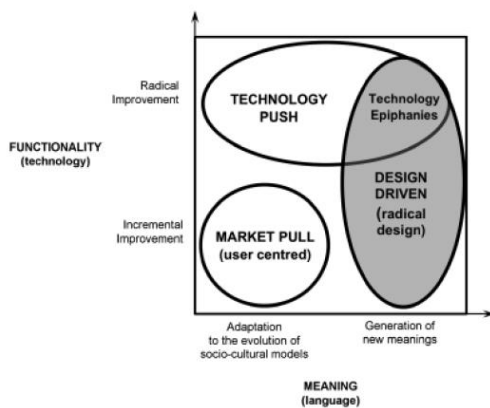 Radical
Improvement
TECHNOLOGY
PUSH
Technology
Epiphanies
FUNCTIONALITY
(technology)
DESIGN
DRIVEN
(radical
design)
Incremental
Improvement
MARKET PULL
(user centred)
Adaptation
to the evolution of
socio-cultural models
Generation of
new meanings
MEANING
(language)